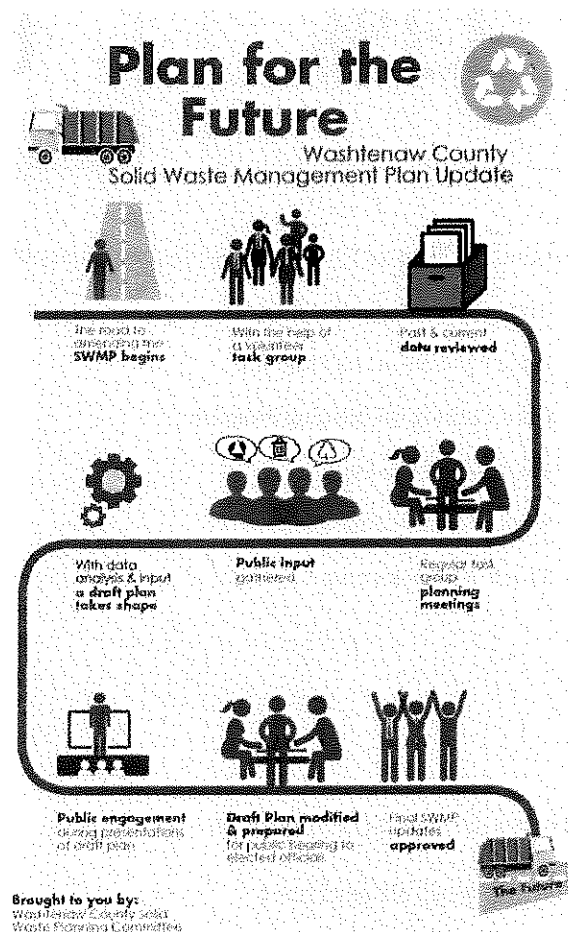 Plan for the
Future
Washtenaw County
Solid Waste Management Plan Update
The road to
amending the
SWMP begins
With the help of
a volunteer
task group
Past & current
data reviewed
With data
analysis & input
a draft plan
takes shape
Public input
gathered
Regular task
group
planning
meetings
Public engagement
during presentations
of draft plan
Draft Plan modified
& prepared
for public hearing to
elected officials
Final SWMP
updates
approved
The Future
Brought to you by:
Washtenaw County Solid
Waste Planning Committee